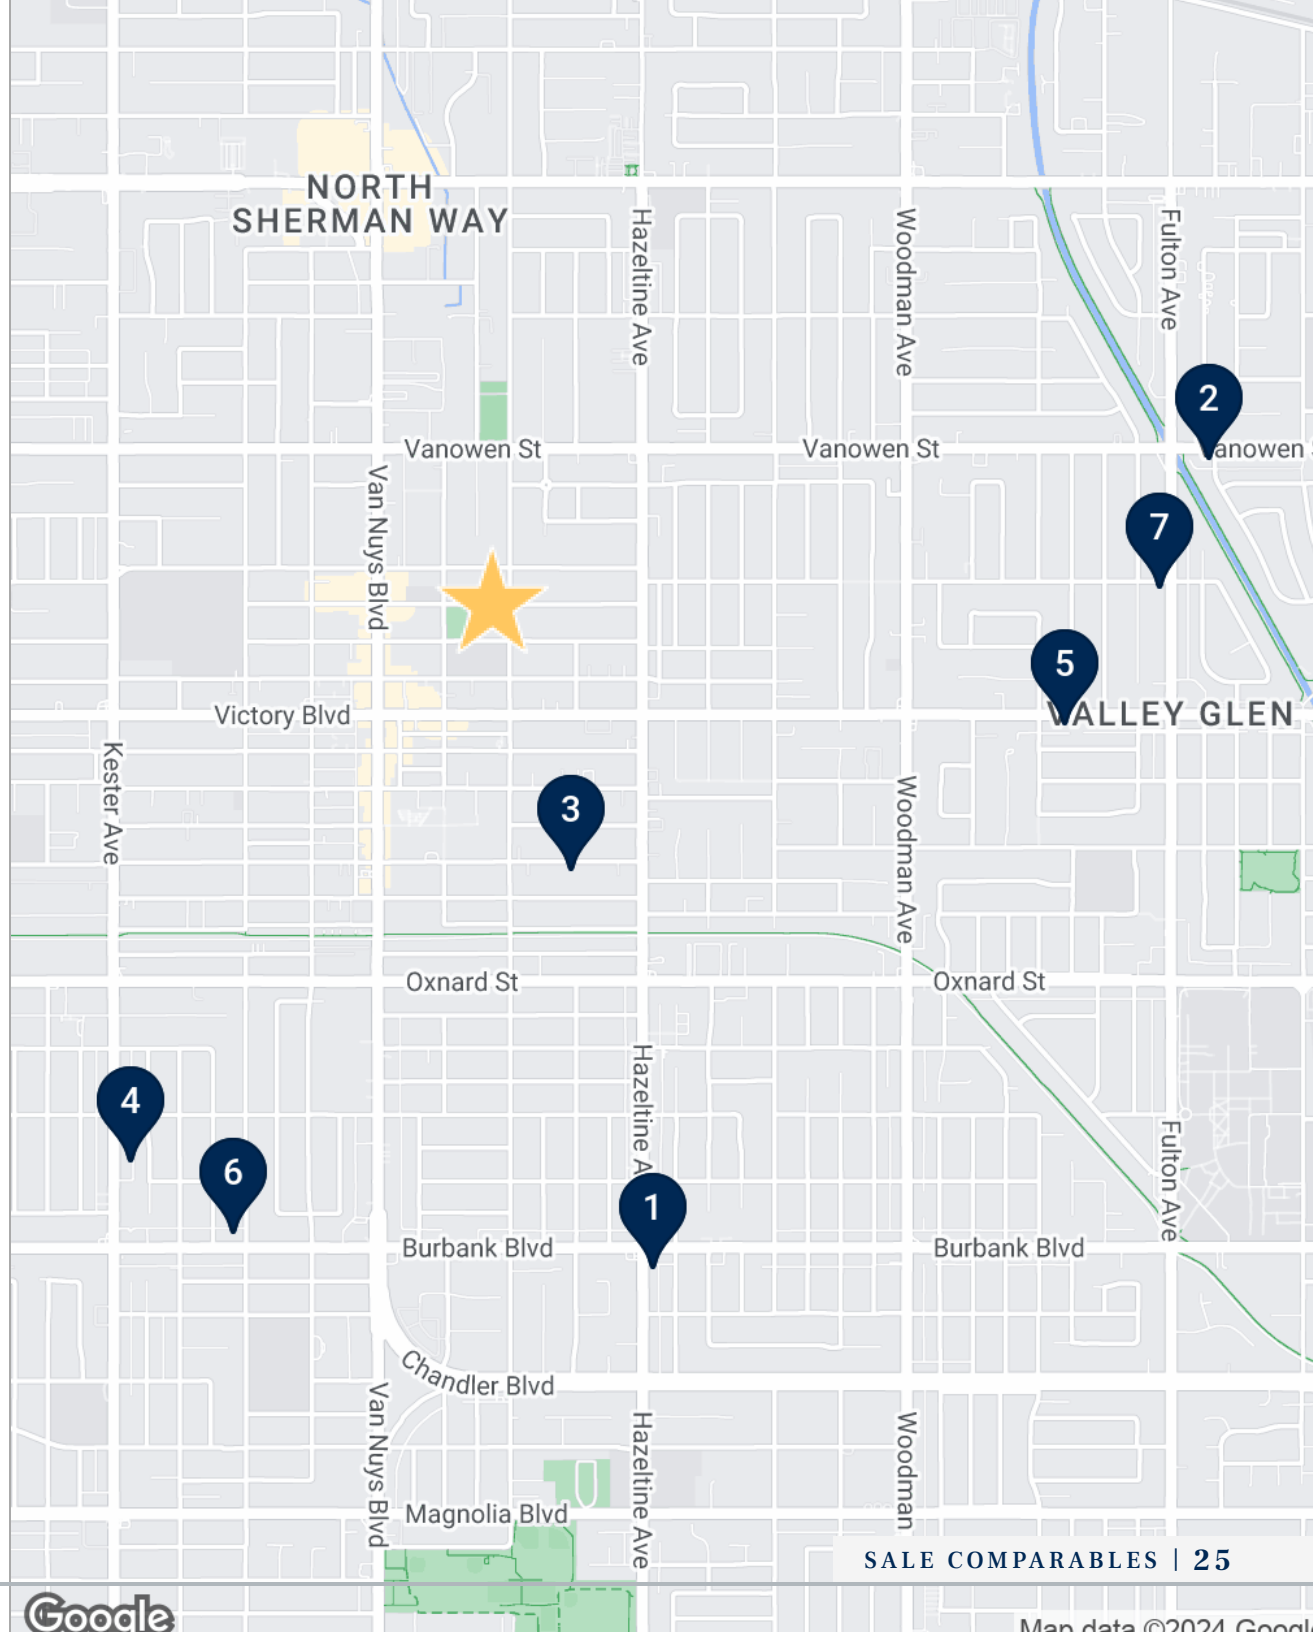 NORTH
SHERMAN WAY
Hazeltine Ave
Woodman Ave
Fulton Ave
2
Vanowen St
Vanowen St
anowen
Van Nuys Blvd
7
5
Victory Blvd
VALLEY GLEN
Kester Ave
3
Woodman Ave
Oxnard St
Oxnard St
Hazeltine A
4
6
1
Fulton Ave
Burbank Blvd
Burbank Blvd
Chandler Blvd
Van Nuys Blvd
Hazeltine Ave
Woodman
Magnolia Blvd
SALE COMPARABLES | 25
Google
Map data ©2024 Google